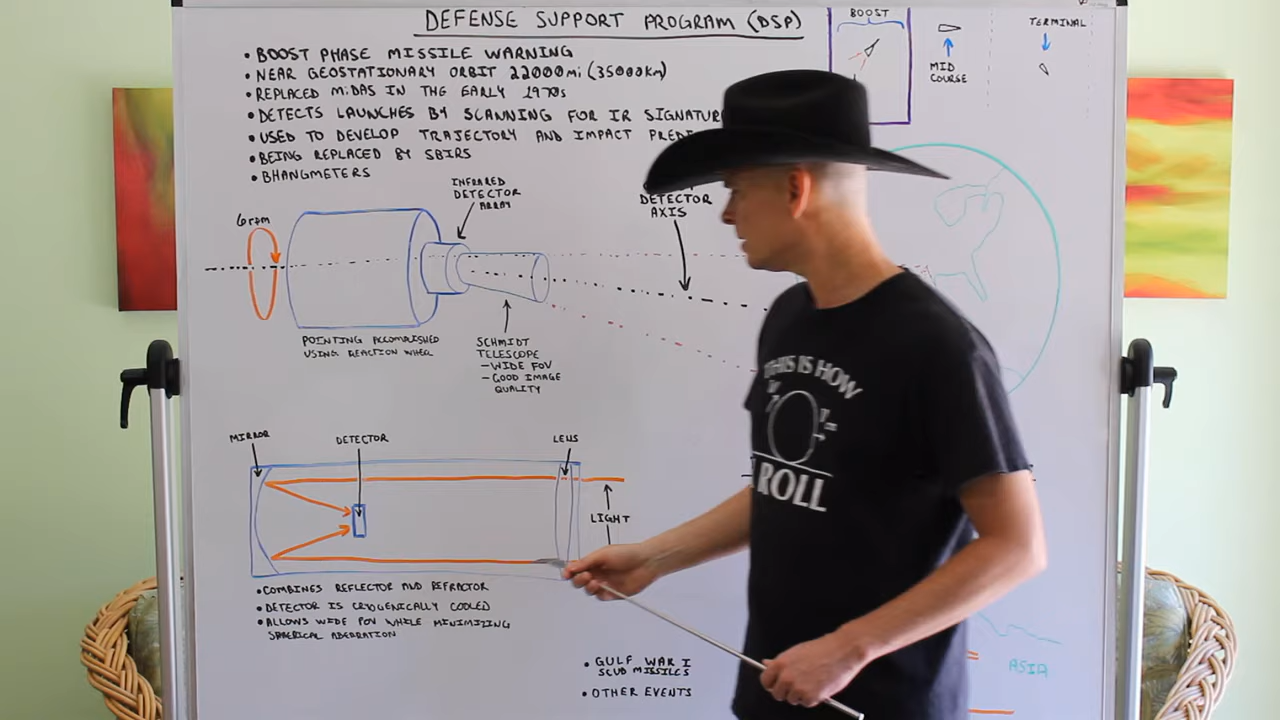 DEFENSE SUPPORT PROGRAM (DSP)
• BOOST PHASE MISSILE WARNING
• NEAR GEOSTATIONARY ORBIT 22000mi (35000km)
• REPLACED MiDAS IN THE EARLY 1970s
• DETECTS LAUNCHES BY SCANNING FOR IR SIGNATUR
• USED TO DEVELOP TRAJECTORY AND IMPACT PRED
• BEING REPLACED BY SBIRS
• BHANGMETERS
BOOST
MID
COURSE
TERMINAL
6rpm
INFRARED
DETECTOR
ARRAY
DETECTOR
AXIS
POINTING ACCOMPLISHED
USING REACTION WHEEL
SCHMIDT
TELESCOPE
- WIDE FOV
- GOOD IMAGE
QUALITY
MIRROR
DETECTOR
LENS
LIGHT
• COMBINES REFLECTOR AND REFRACTOR
• DETECTOR IS CRYOGENICALLY COOLED
• ALLOWS WIDE FOV WHILE MINIMIZING
SPHERICAL ABERRATION
• GULF WAR I
SCUD MISSILES
• OTHER EVENTS
ASIA
THIS IS HOW
ROLL